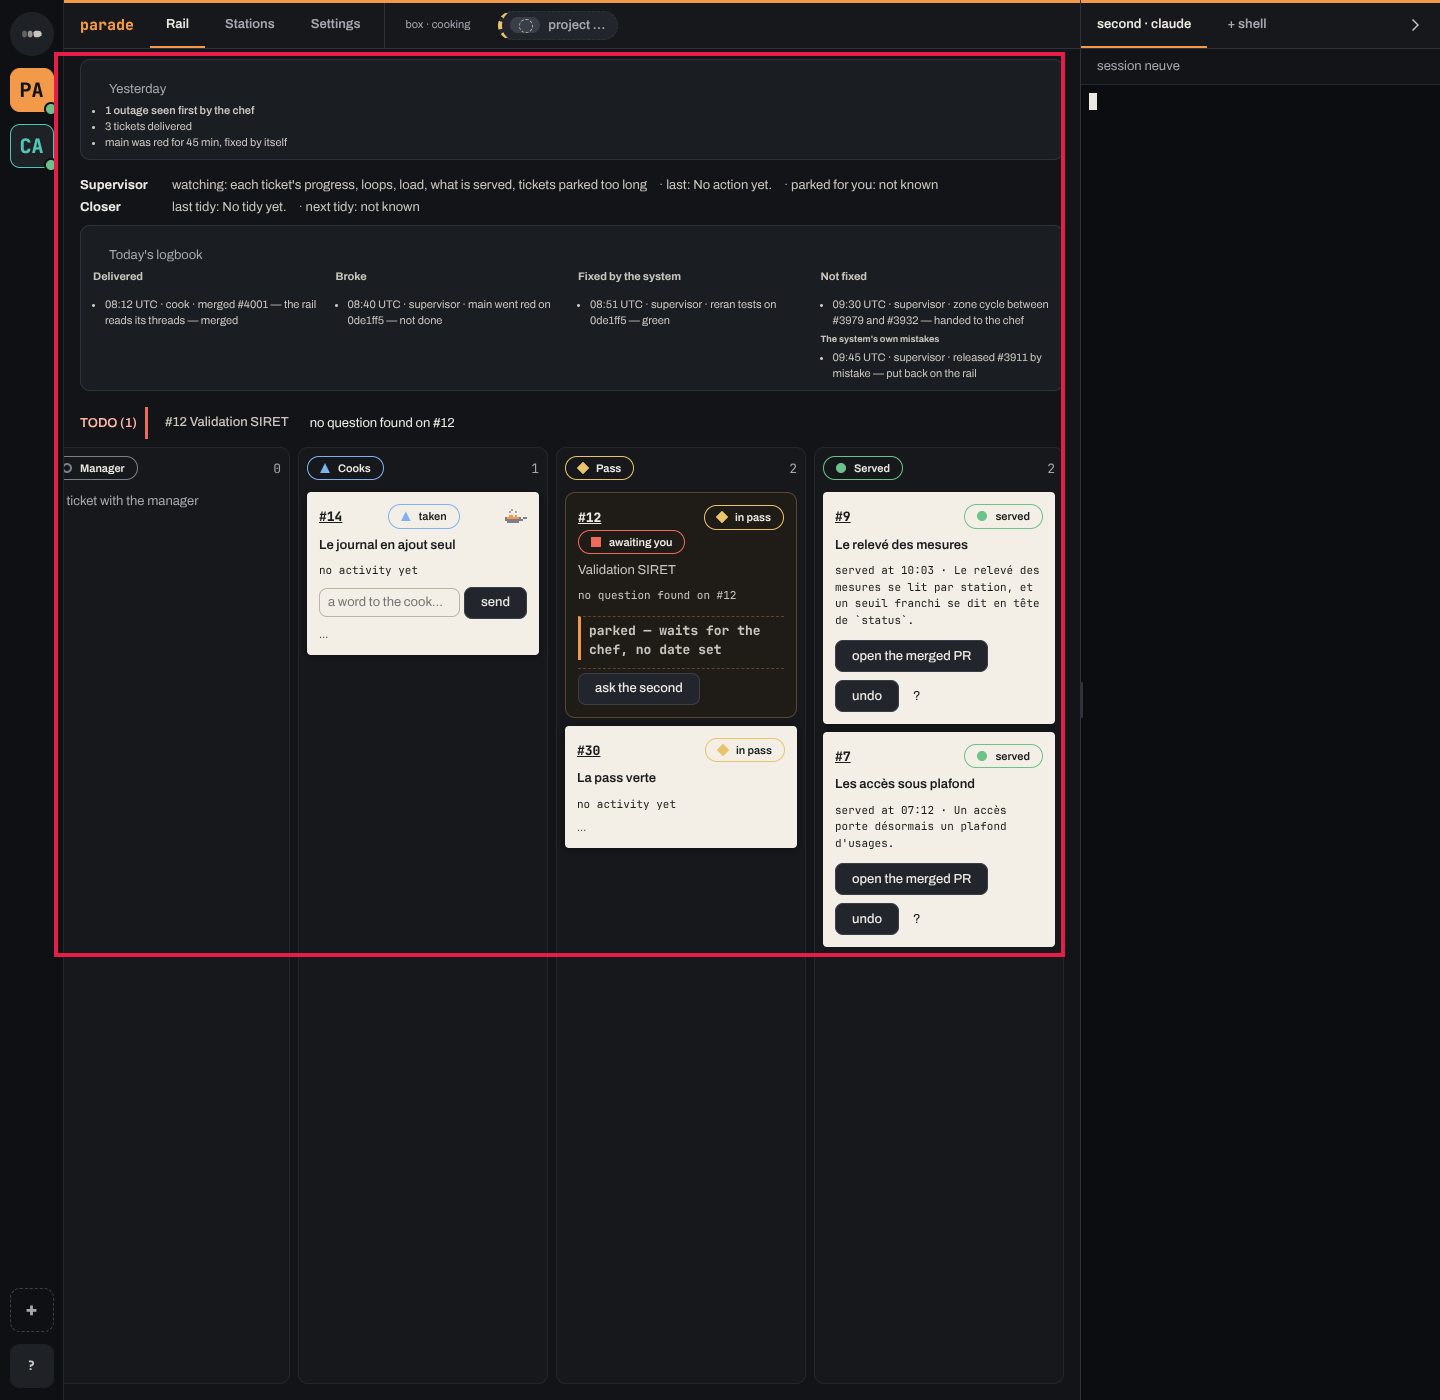 parade Rail Stations Settings box · cooking project ...
second · claude + shell
session neuve
PA
CA
Yesterday
1 outage seen first by the chef
3 tickets delivered
main was red for 45 min, fixed by itself
Supervisor watching: each ticket's progress, loops, load, what is served, tickets parked too long · last: No action yet. · parked for you: not known
Closer last tidy: No tidy yet. · next tidy: not known
Today's logbook
Delivered
08:12 UTC · cook · merged #4001 — the rail
reads its threads — merged
Broke
08:40 UTC · supervisor · main went red on
0de1ff5 — not done
Fixed by the system
08:51 UTC · supervisor · reran tests on
0de1ff5 — green
Not fixed
09:30 UTC · supervisor · zone cycle between
#3979 and #3932 — handed to the chef
The system's own mistakes
09:45 UTC · supervisor · released #3911 by
mistake — put back on the rail
TODO (1) #12 Validation SIRET no question found on #12
Manager 0
ticket with the manager
Cooks 1
#14 taken
Le journal en ajout seul
no activity yet
a word to the cook... send
...
Pass 2
#12 in pass
awaiting you
Validation SIRET
no question found on #12
parked — waits for the
chef, no date set
ask the second
#30 in pass
La pass verte
no activity yet
...
Served 2
#9 served
Le relevé des mesures
served at 10:03 · Le relevé des
mesures se lit par station, et
un seuil franchi se dit en tête
de `status`.
open the merged PR
undo ?
#7 served
Les accès sous plafond
served at 07:12 · Un accès
porte désormais un plafond
d'usages.
open the merged PR
undo ?
+
?